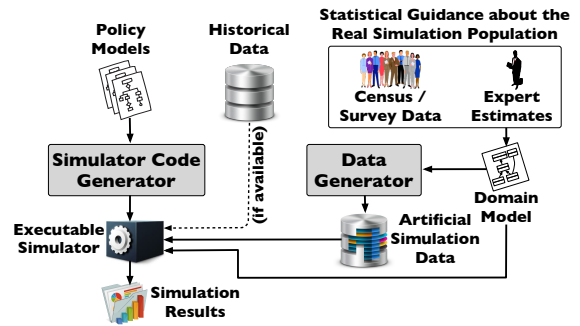 Policy
Models
Historical
Data
Statistical Guidance about the
Real Simulation Population
Census /
Survey Data
Expert
Estimates
Simulator Code
Generator
(if available)
Data
Generator
Domain
Model
Executable
Simulator
Artificial
Simulation
Data
Simulation
Results